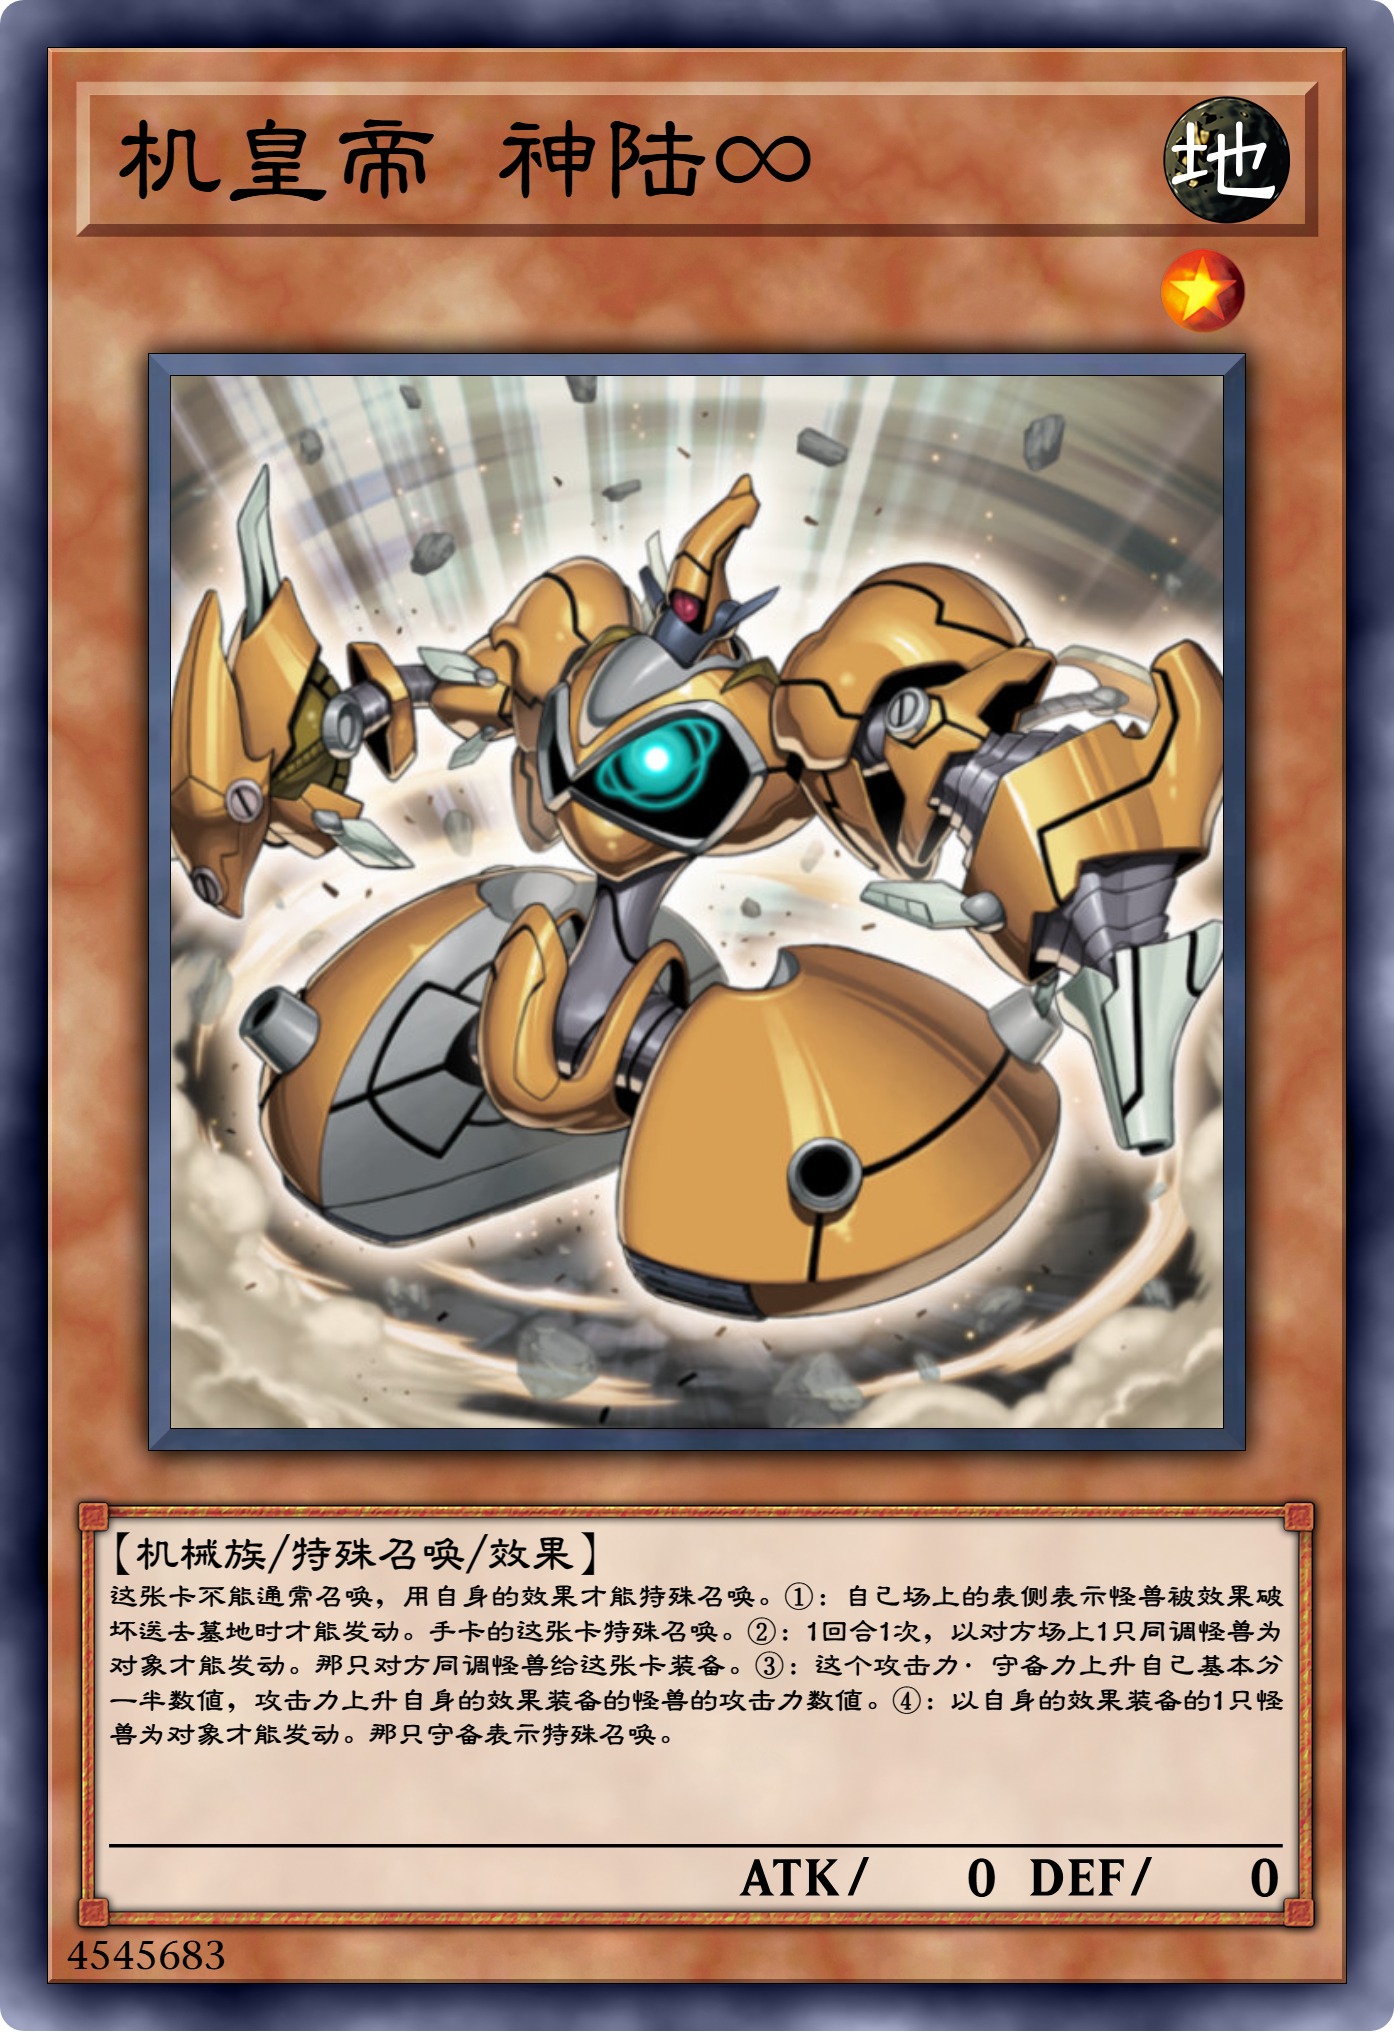 机皇帝 神陆∞
地
【机械族/特殊召唤/效果】
这张卡不能通常召唤，用自身的效果才能特殊召唤。①：自己场上的表侧表示怪兽被效果破
坏送去墓地时才能发动。手卡的这张卡特殊召唤。②：1回合1次，以对方场上1只同调怪兽为
对象才能发动。那只对方同调怪兽给这张卡装备。③：这个攻击力·守备力上升自己基本分
一半数值，攻击力上升自身的效果装备的怪兽的攻击力数值。④：以自身的效果装备的1只怪
兽为对象才能发动。那只守备表示特殊召唤。
ATK/ 0 DEF/ 0
4545683